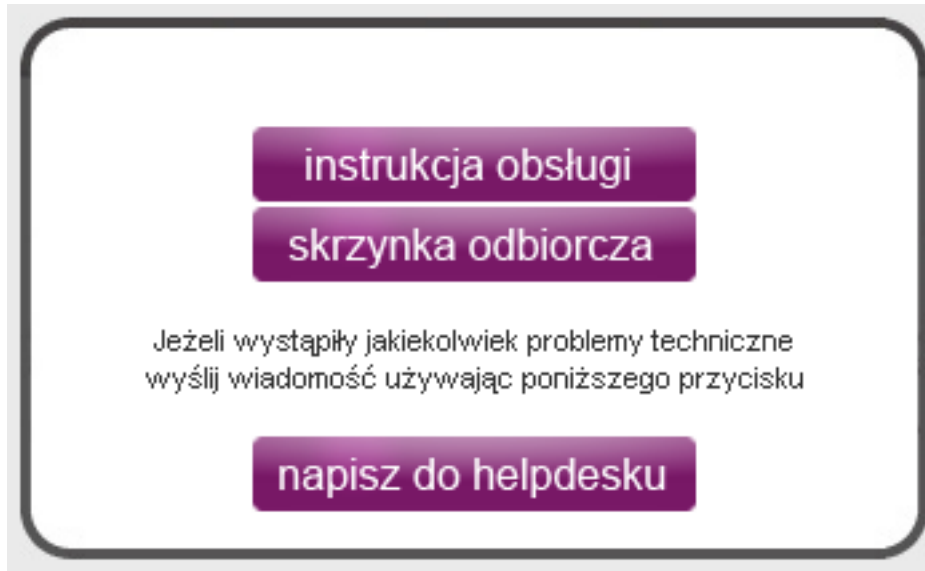 instrukcja obsługi
skrzynka odbiorcza
Jeżeli wystąpiły jakiekolwiek problemy techniczne
wyślij wiadomość używając poniższego przycisku
napisz do helpdesku